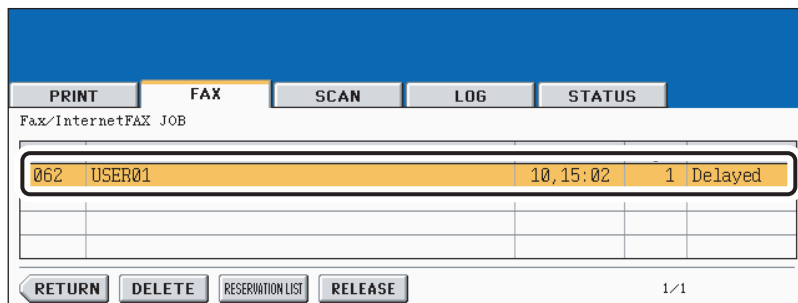 PRINT FAX SCAN LOG STATUS
Fax/InternetFAX JOB
062 USER01 10,15:02 1 Delayed
RETURN DELETE RESERVATION LIST RELEASE 1/1